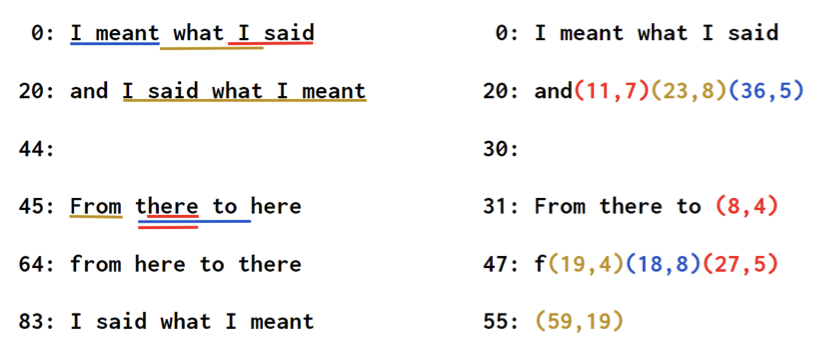 0: I meant what I said
20: and I said what I meant
44:
45: From there to here
64: from here to there
83: I said what I meant
0: I meant what I said
20: and(11,7)(23,8)(36,5)
30:
31: From there to (8,4)
47: f(19,4)(18,8)(27,5)
55: (59,19)